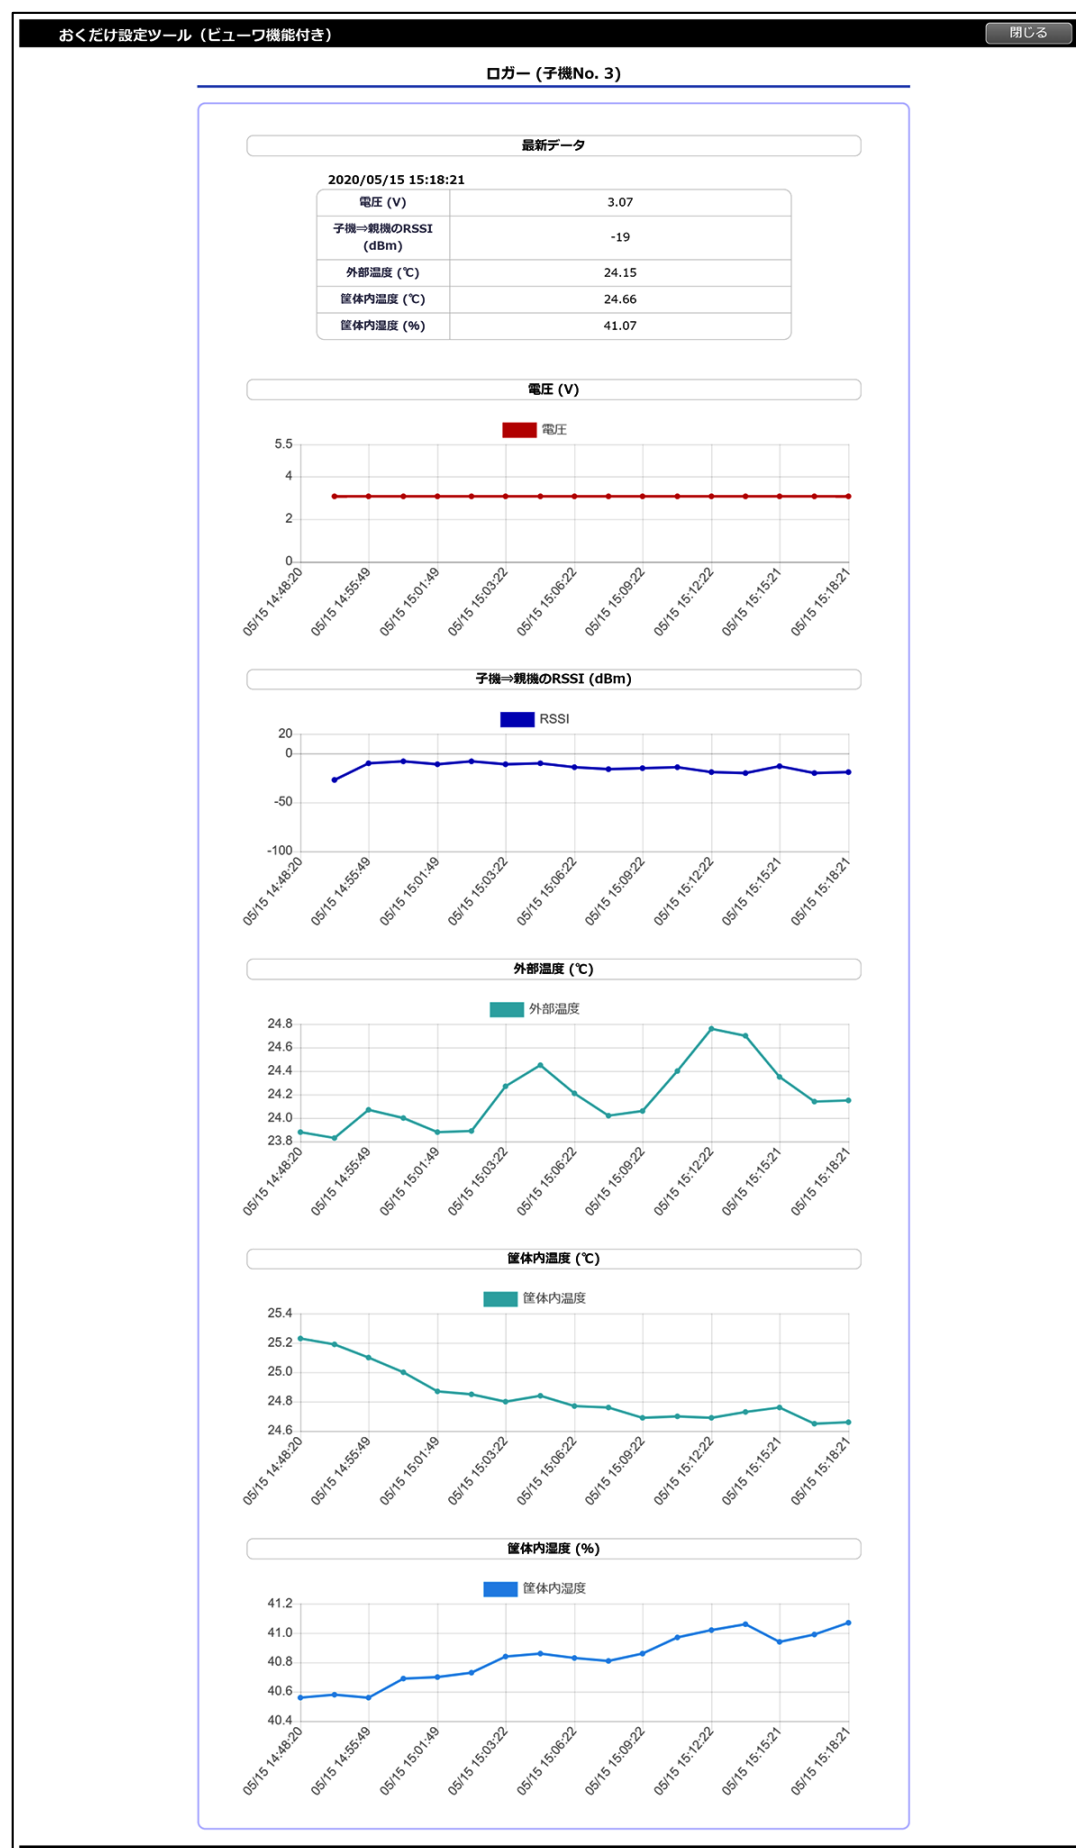 おくだけ設定ツール（ビューワ機能付き）
閉じる
ロガー (子機No. 3)
最新データ
2020/05/15 15:18:21
電圧 (V) 3.07
子機⇒親機のRSSI
(dBm) -19
外部温度 (℃) 24.15
筐体内温度 (℃) 24.66
筐体内湿度 (%) 41.07
電圧 (V)
電圧
5.5
4
2
0
05/15 14:48:20 05/15 14:55:49 05/15 15:01:49 05/15 15:03:22 05/15 15:06:22 05/15 15:09:22 05/15 15:12:22 05/15 15:15:21 05/15 15:18:21
子機⇒親機のRSSI (dBm)
RSSI
20
0
-50
-100
05/15 14:48:20 05/15 14:55:49 05/15 15:01:49 05/15 15:03:22 05/15 15:06:22 05/15 15:09:22 05/15 15:12:22 05/15 15:15:21 05/15 15:18:21
外部温度 (℃)
外部温度
24.8
24.6
24.4
24.2
24.0
23.8
05/15 14:48:20 05/15 14:55:49 05/15 15:01:49 05/15 15:03:22 05/15 15:06:22 05/15 15:09:22 05/15 15:12:22 05/15 15:15:21 05/15 15:18:21
筐体内温度 (℃)
筐体内温度
25.4
25.2
25.0
24.8
24.6
05/15 14:48:20 05/15 14:55:49 05/15 15:01:49 05/15 15:03:22 05/15 15:06:22 05/15 15:09:22 05/15 15:12:22 05/15 15:15:21 05/15 15:18:21
筐体内湿度 (%)
筐体内湿度
41.2
41.0
40.8
40.6
40.4
05/15 14:48:20 05/15 14:55:49 05/15 15:01:49 05/15 15:03:22 05/15 15:06:22 05/15 15:09:22 05/15 15:12:22 05/15 15:15:21 05/15 15:18:21